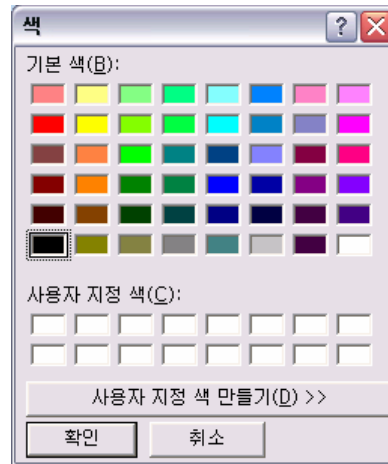 색
기본 색(B):
사용자 지정 색(C):
사용자 지정 색 만들기(D) >>
확인 취소